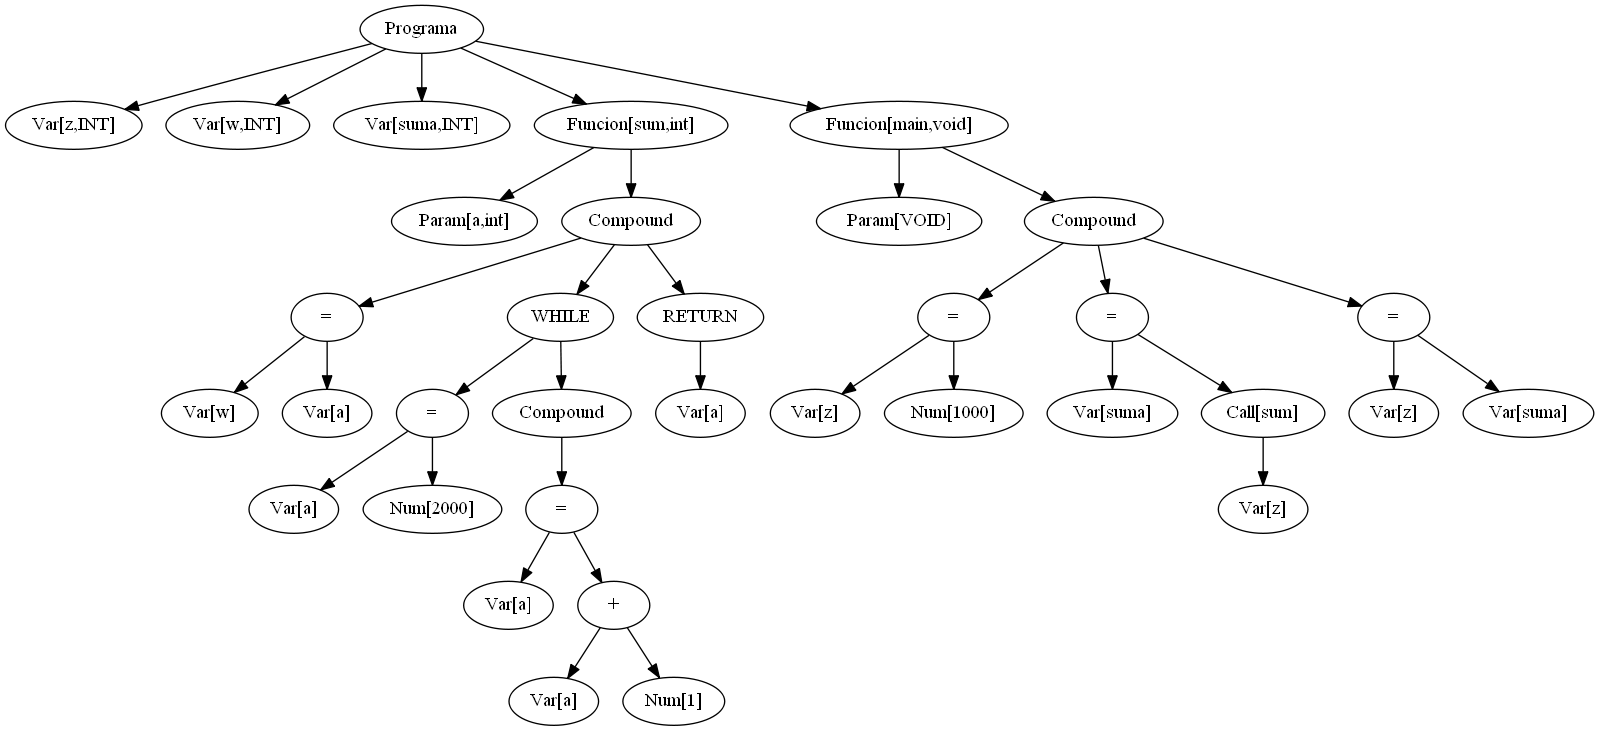 Programa
Var[z,INT] Var[w,INT] Var[suma,INT] Funcion[sum,int] Funcion[main,void]
Param[a,int] Compound Param[VOID] Compound
= WHILE RETURN = = =
Var[w] Var[a] = Compound Var[a] Var[z] Num[1000] Var[suma] Call[sum] Var[z] Var[suma]
Var[a] Num[2000] = Var[z]
Var[a] +
Var[a] Num[1]